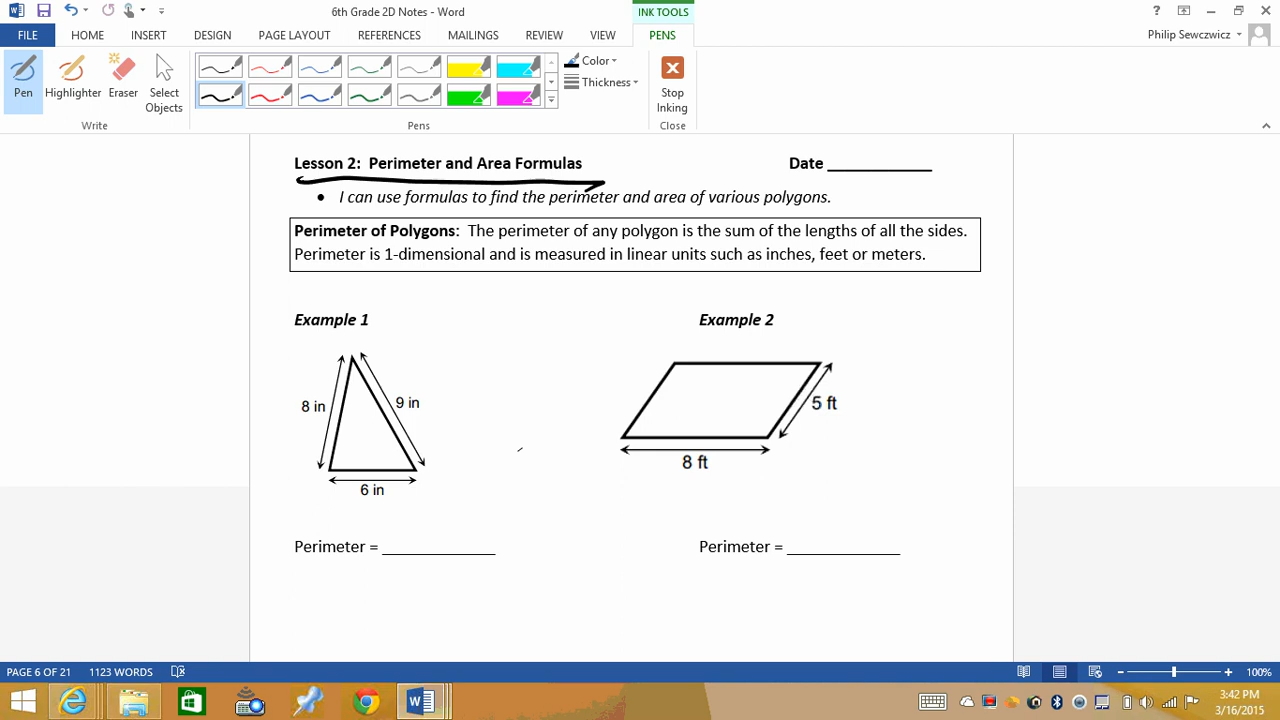 6th Grade 2D Notes - Word
INK TOOLS
?
FILE
HOME
INSERT
DESIGN
PAGE LAYOUT
REFERENCES
MAILINGS
REVIEW
VIEW
PENS
Philip Sewczwicz
Pen
Highlighter
Eraser
Select
Objects
Color
Thickness
Stop
Inking
Write
Pens
Close
Lesson 2: Perimeter and Area Formulas
Date ____________
• I can use formulas to find the perimeter and area of various polygons.
Perimeter of Polygons: The perimeter of any polygon is the sum of the lengths of all the sides.
Perimeter is 1-dimensional and is measured in linear units such as inches, feet or meters.
Example 1
Example 2
8 in
9 in
6 in
5 ft
8 ft
Perimeter = _____________
Perimeter = _____________
PAGE 6 OF 21
1123 WORDS
100%
3:42 PM
3/16/2015